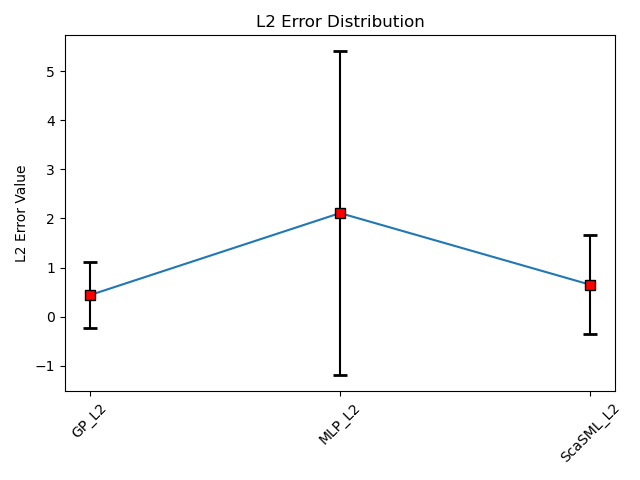 L2 Error Distribution
L2 Error Value
5
4
3
2
1
0
−1
GP_L2
MLP_L2
ScaSML_L2